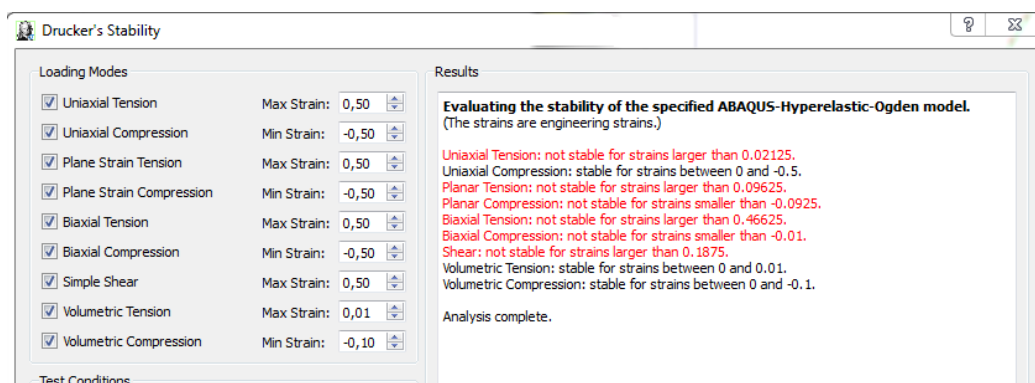 Drucker's Stability
Loading Modes
Uniaxial Tension Max Strain: 0,50
Uniaxial Compression Min Strain: -0,50
Plane Strain Tension Max Strain: 0,50
Plane Strain Compression Min Strain: -0,50
Biaxial Tension Max Strain: 0,50
Biaxial Compression Min Strain: -0,50
Simple Shear Max Strain: 0,50
Volumetric Tension Max Strain: 0,01
Volumetric Compression Min Strain: -0,10
Test Conditions
Results
Evaluating the stability of the specified ABAQUS-Hyperelastic-Ogden model.
(The strains are engineering strains.)
Uniaxial Tension: not stable for strains larger than 0.02125.
Uniaxial Compression: stable for strains between 0 and -0.5.
Planar Tension: not stable for strains larger than 0.09625.
Planar Compression: not stable for strains smaller than -0.0925.
Biaxial Tension: not stable for strains larger than 0.46625.
Biaxial Compression: not stable for strains smaller than -0.01.
Shear: not stable for strains larger than 0.1875.
Volumetric Tension: stable for strains between 0 and 0.01.
Volumetric Compression: stable for strains between 0 and -0.1.
Analysis complete.